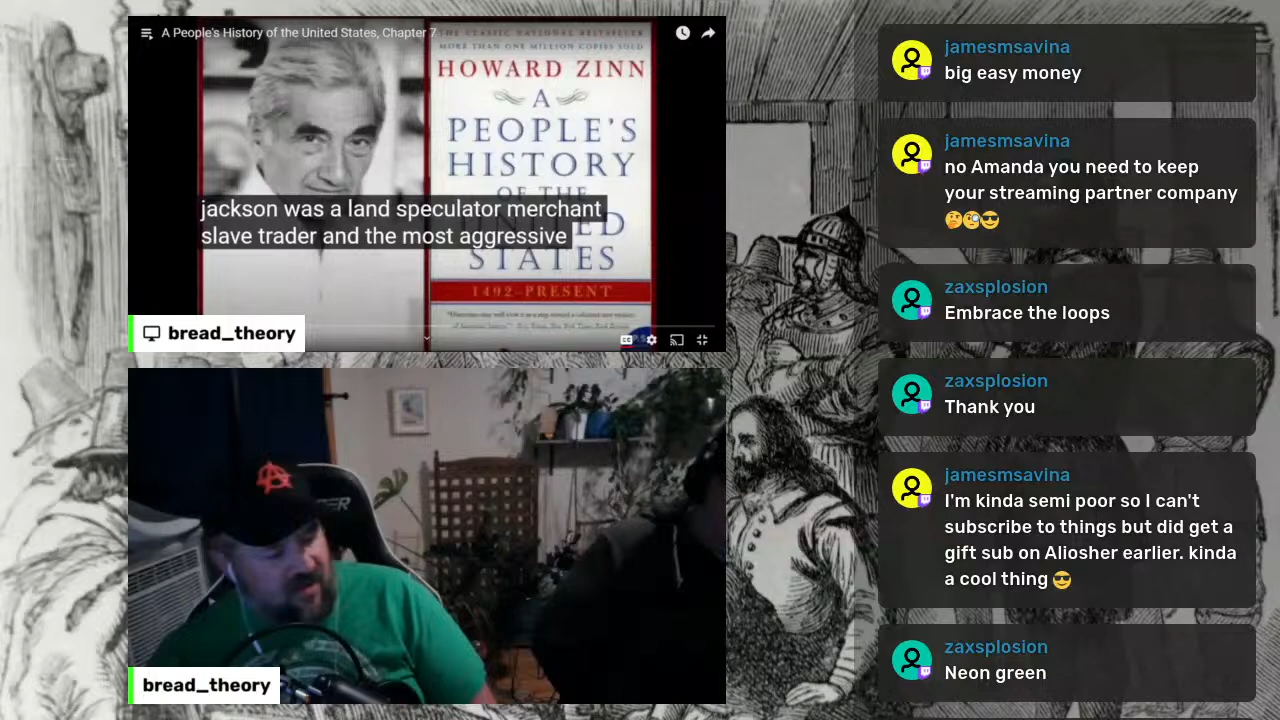 A People's History of the United States, Chapter 7
THE CLASSIC NATIONAL BESTSELLER
MORE THAN ONE MILLION COPIES SOLD
HOWARD ZINN
A
PEOPLE'S
HISTORY
OF THE
STATES
1492–PRESENT
jackson was a land speculator merchant
slave trader and the most aggressive
bread_theory
bread_theory
jamesmsavina
big easy money
jamesmsavina
no Amanda you need to keep
your streaming partner company
🤔🧐😎
zaxsplosion
Embrace the loops
zaxsplosion
Thank you
jamesmsavina
I'm kinda semi poor so I can't
subscribe to things but did get a
gift sub on Aliosher earlier. kinda
a cool thing 😎
zaxsplosion
Neon green